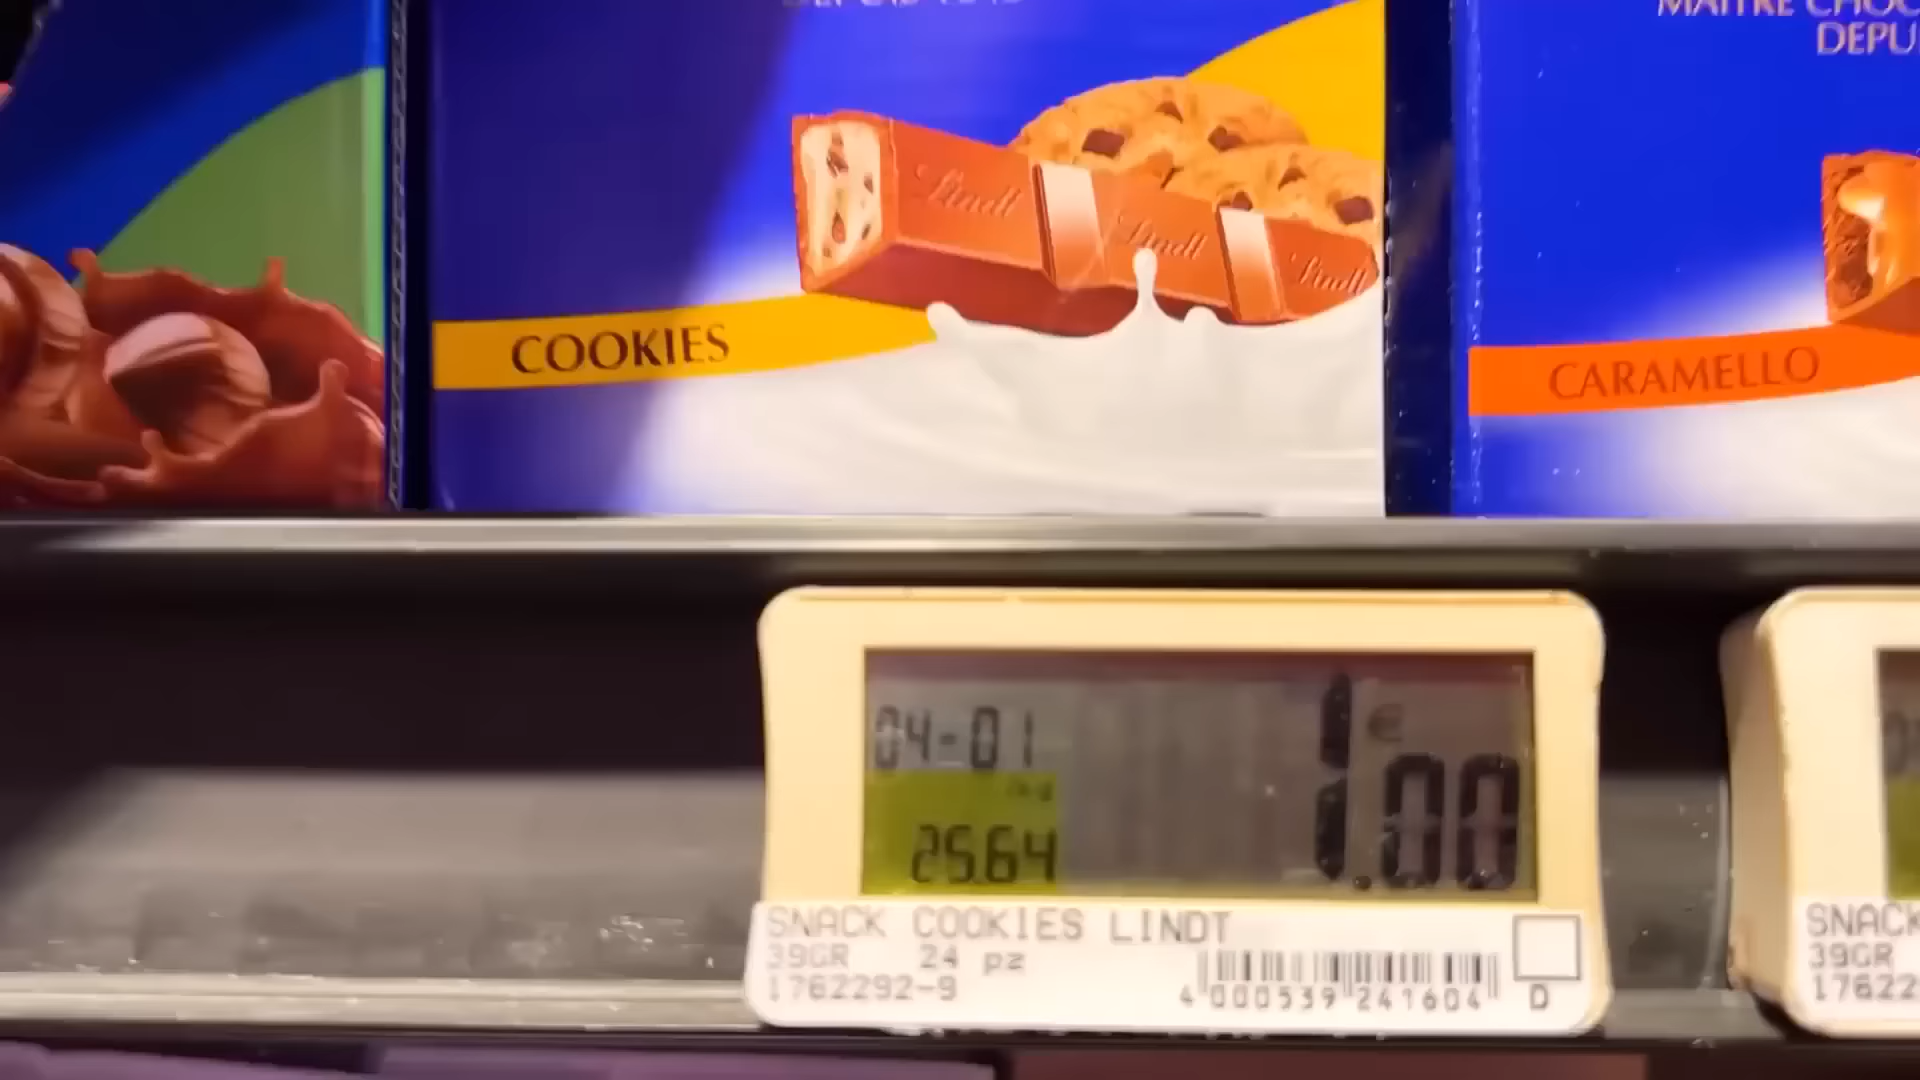 MAITRE CHOC
DEPU
Lindt
Lindt
Lindt
COOKIES
CARAMELLO
04-01
25.64
1.00
€
SNACK COOKIES LINDT
39GR 24 pz
1762292-9
4 000539 241604
D
SNACK
39GR
17622